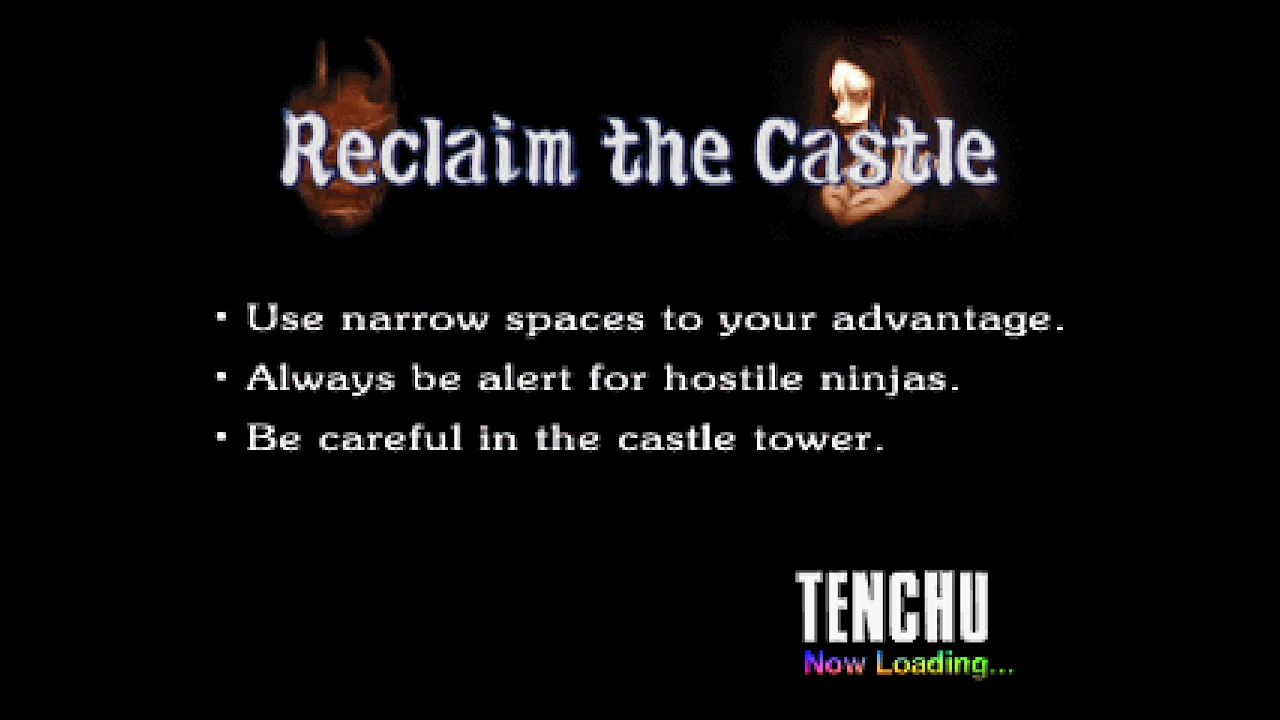 Reclaim the Castle
• Use narrow spaces to your advantage.
• Always be alert for hostile ninjas.
• Be careful in the castle tower.
TENCHU
Now Loading...